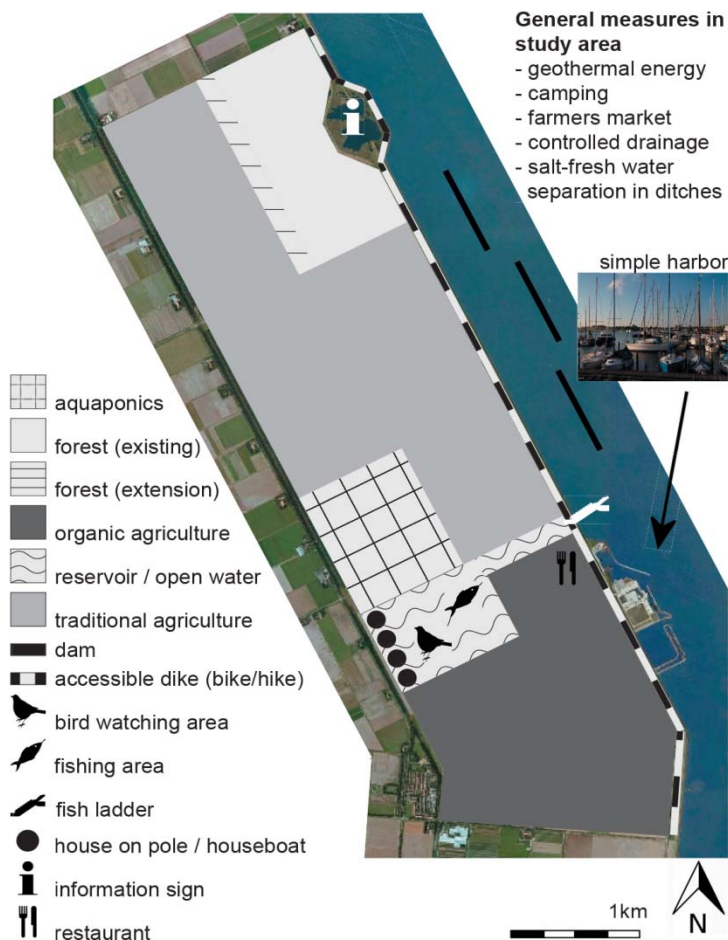 General measures in
study area
- geothermal energy
- camping
- farmers market
- controlled drainage
- salt-fresh water
separation in ditches
simple harbor
aquaponics
forest (existing)
forest (extension)
organic agriculture
reservoir / open water
traditional agriculture
dam
accessible dike (bike/hike)
bird watching area
fishing area
fish ladder
house on pole / houseboat
information sign
restaurant
1km
N